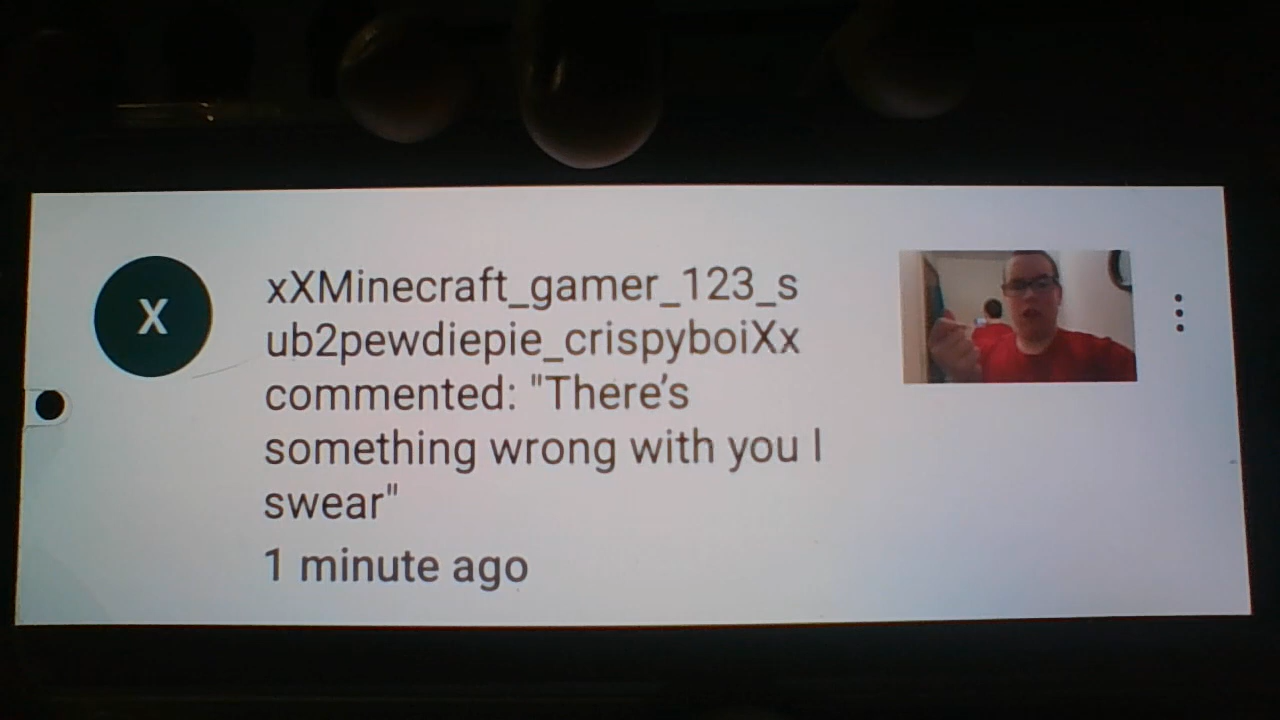 X
xXMinecraft_gamer_123_s
ub2pewdiepie_crispyboiXx
commented: "There's
something wrong with you I
swear"
1 minute ago